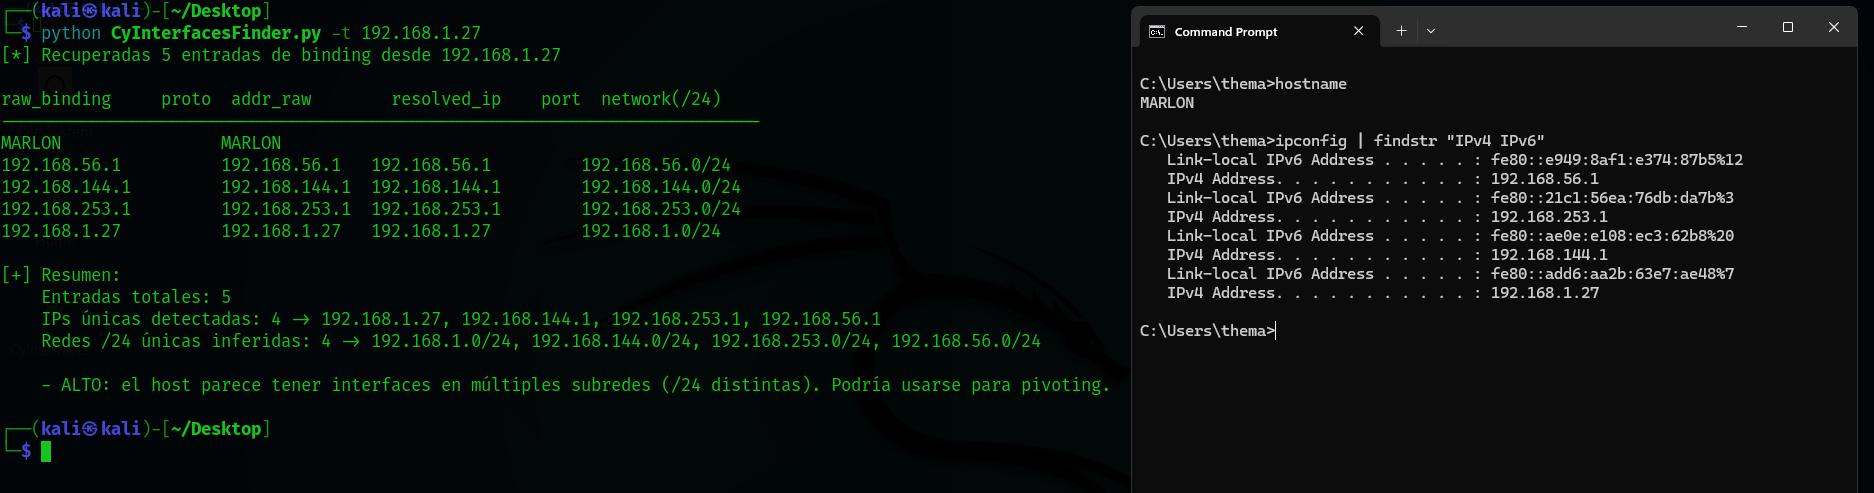 ┌──(kali㉿kali)-[~/Desktop]
└─$ python CyInterfacesFinder.py -t 192.168.1.27
[*] Recuperadas 5 entradas de binding desde 192.168.1.27
raw_binding     proto  addr_raw        resolved_ip    port  network(/24)
MARLON                MARLON
192.168.56.1          192.168.56.1   192.168.56.1         192.168.56.0/24
192.168.144.1         192.168.144.1  192.168.144.1        192.168.144.0/24
192.168.253.1         192.168.253.1  192.168.253.1        192.168.253.0/24
192.168.1.27          192.168.1.27   192.168.1.27         192.168.1.0/24
[+] Resumen:
    Entradas totales: 5
    IPs únicas detectadas: 4 -> 192.168.1.27, 192.168.144.1, 192.168.253.1, 192.168.56.1
    Redes /24 únicas inferidas: 4 -> 192.168.1.0/24, 192.168.144.0/24, 192.168.253.0/24, 192.168.56.0/24
    - ALTO: el host parece tener interfaces en múltiples subredes (/24 distintas). Podría usarse para pivoting.
┌──(kali㉿kali)-[~/Desktop]
└─$
Command Prompt
C:\Users\thema>hostname
MARLON
C:\Users\thema>ipconfig | findstr "IPv4 IPv6"
   Link-local IPv6 Address . . . . . : fe80::e949:8af1:e374:87b5%12
   IPv4 Address. . . . . . . . . . . : 192.168.56.1
   Link-local IPv6 Address . . . . . : fe80::21c1:56ea:76db:da7b%3
   IPv4 Address. . . . . . . . . . . : 192.168.253.1
   Link-local IPv6 Address . . . . . : fe80::ae0e:e108:ec3:62b8%20
   IPv4 Address. . . . . . . . . . . : 192.168.144.1
   Link-local IPv6 Address . . . . . : fe80::add6:aa2b:63e7:ae48%7
   IPv4 Address. . . . . . . . . . . : 192.168.1.27
C:\Users\thema>